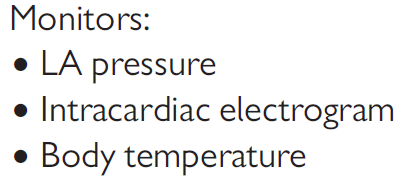 Monitors:
• LA pressure
• Intracardiac electrogram
• Body temperature